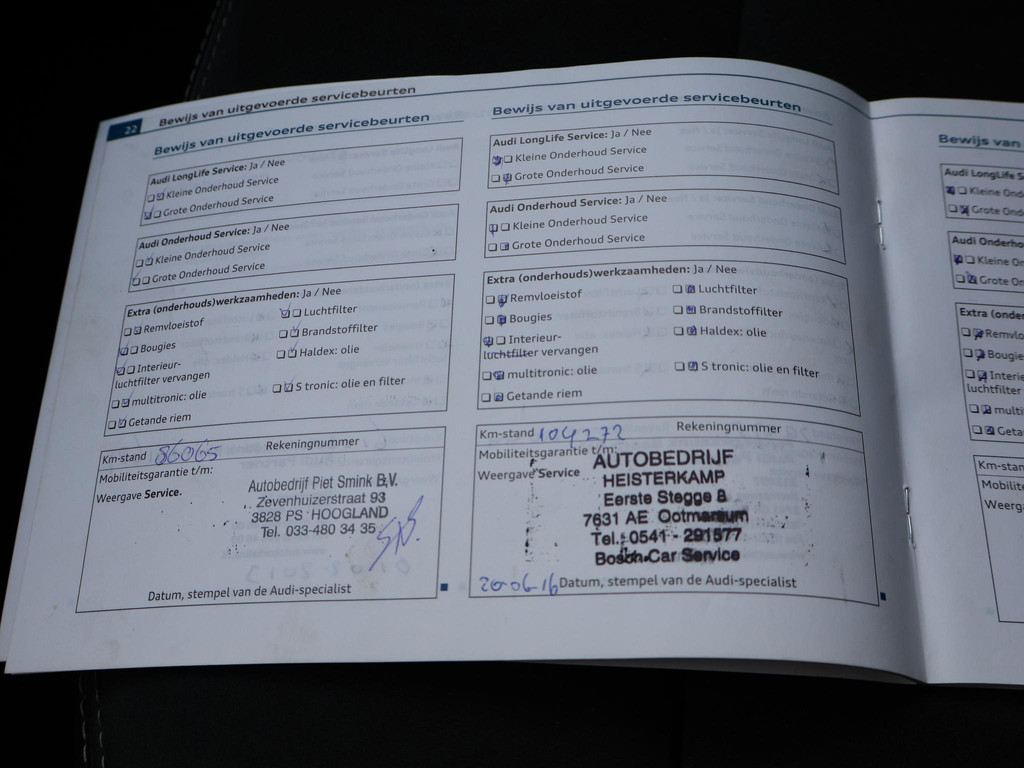 22
Bewijs van uitgevoerde servicebeurten
Bewijs van uitgevoerde servicebeurten
Audi LongLife Service: Ja / Nee
Kleine Onderhoud Service
Grote Onderhoud Service
Audi Onderhoud Service: Ja / Nee
Kleine Onderhoud Service
Grote Onderhoud Service
Extra (onderhouds)werkzaamheden: Ja / Nee
Remvloeistof
Luchtfilter
Bougies
Brandstoffilter
Interieur-
luchtfilter vervangen
Haldex: olie
multitronic: olie
S tronic: olie en filter
Getande riem
Km-stand 86065 Rekeningnummer
Mobiliteitsgarantie t/m:
Weergave Service.
Autobedrijf Piet Smink B.V.
Zevenhuizerstraat 93
3828 PS HOOGLAND
Tel. 033-480 34 35
Datum, stempel van de Audi-specialist
Bewijs van uitgevoerde servicebeurten
Audi LongLife Service: Ja / Nee
Kleine Onderhoud Service
Grote Onderhoud Service
Audi Onderhoud Service: Ja / Nee
Kleine Onderhoud Service
Grote Onderhoud Service
Extra (onderhouds)werkzaamheden: Ja / Nee
Remvloeistof
Luchtfilter
Bougies
Brandstoffilter
Interieur-
luchtfilter vervangen
Haldex: olie
multitronic: olie
S tronic: olie en filter
Getande riem
Km-stand 104272 Rekeningnummer
Mobiliteitsgarantie t/m:
Weergave Service
AUTOBEDRIJF
HEISTERKAMP
Eerste Stegge 8
7631 AE Ootmarsum
Tel.: 0541 - 291577
Bosch Car Service
20-06-16 Datum, stempel van de Audi-specialist
Bewijs van
Audi LongLife S
Kleine Ond
Grote Ond
Audi Onderho
Kleine On
Grote On
Extra (onder
Remvlo
Bougie
Interie
luchtfilter
multi
Geta
Km-stan
Mobilite
Weerg